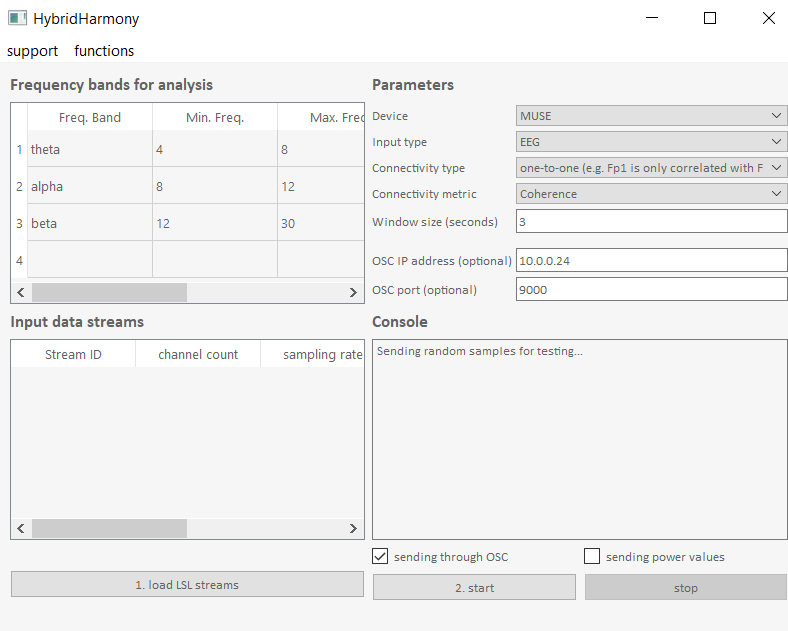 HybridHarmony
support functions
Frequency bands for analysis
Freq. Band Min. Freq. Max. Freq
1 theta 4 8
2 alpha 8 12
3 beta 12 30
4
Parameters
Device MUSE
Input type EEG
Connectivity type one-to-one (e.g. Fp1 is only correlated with F
Connectivity metric Coherence
Window size (seconds) 3
OSC IP address (optional) 10.0.0.24
OSC port (optional) 9000
Input data streams
Stream ID channel count sampling rate
Console
Sending random samples for testing...
sending through OSC sending power values
1. load LSL streams
2. start stop